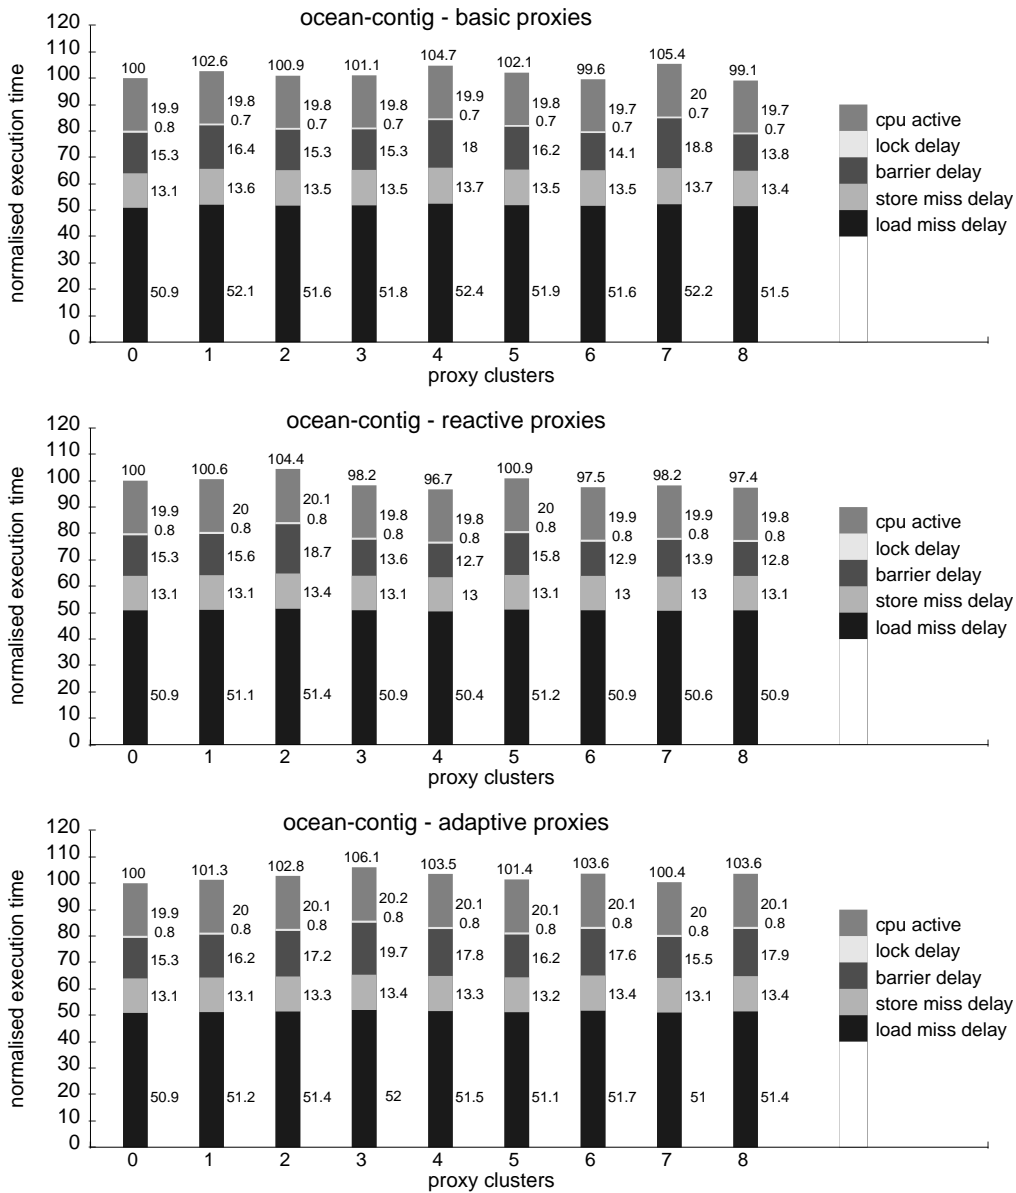 ocean-contig - basic proxies
normalised execution time
120
110
100
90
80
70
60
50
40
30
20
10
0
100 102.6 100.9 101.1 104.7 102.1 99.6 105.4 99.1
19.9 19.8 19.8 19.8 19.9 19.8 19.7 20 19.7
0.8 0.7 0.7 0.7 0.7 0.7 0.7 0.7 0.7
15.3 16.4 15.3 15.3 18 16.2 14.1 18.8 13.8
13.1 13.6 13.5 13.5 13.7 13.5 13.5 13.7 13.4
50.9 52.1 51.6 51.8 52.4 51.9 51.6 52.2 51.5
0 1 2 3 4 5 6 7 8
proxy clusters
cpu active
lock delay
barrier delay
store miss delay
load miss delay
ocean-contig - reactive proxies
normalised execution time
120
110
100
90
80
70
60
50
40
30
20
10
0
100 100.6 104.4 98.2 96.7 100.9 97.5 98.2 97.4
19.9 20 20.1 19.8 19.8 20 19.9 19.9 19.8
0.8 0.8 0.8 0.8 0.8 0.8 0.8 0.8 0.8
15.3 15.6 18.7 13.6 12.7 15.8 12.9 13.9 12.8
13.1 13.1 13.4 13.1 13 13.1 13 13 13.1
50.9 51.1 51.4 50.9 50.4 51.2 50.9 50.6 50.9
0 1 2 3 4 5 6 7 8
proxy clusters
cpu active
lock delay
barrier delay
store miss delay
load miss delay
ocean-contig - adaptive proxies
normalised execution time
120
110
100
90
80
70
60
50
40
30
20
10
0
100 101.3 102.8 106.1 103.5 101.4 103.6 100.4 103.6
19.9 20 20.1 20.2 20.1 20.1 20.1 20 20.1
0.8 0.8 0.8 0.8 0.8 0.8 0.8 0.8 0.8
15.3 16.2 17.2 19.7 17.8 16.2 17.6 15.5 17.9
13.1 13.1 13.3 13.4 13.3 13.2 13.4 13.1 13.4
50.9 51.2 51.4 52 51.5 51.1 51.7 51 51.4
0 1 2 3 4 5 6 7 8
proxy clusters
cpu active
lock delay
barrier delay
store miss delay
load miss delay